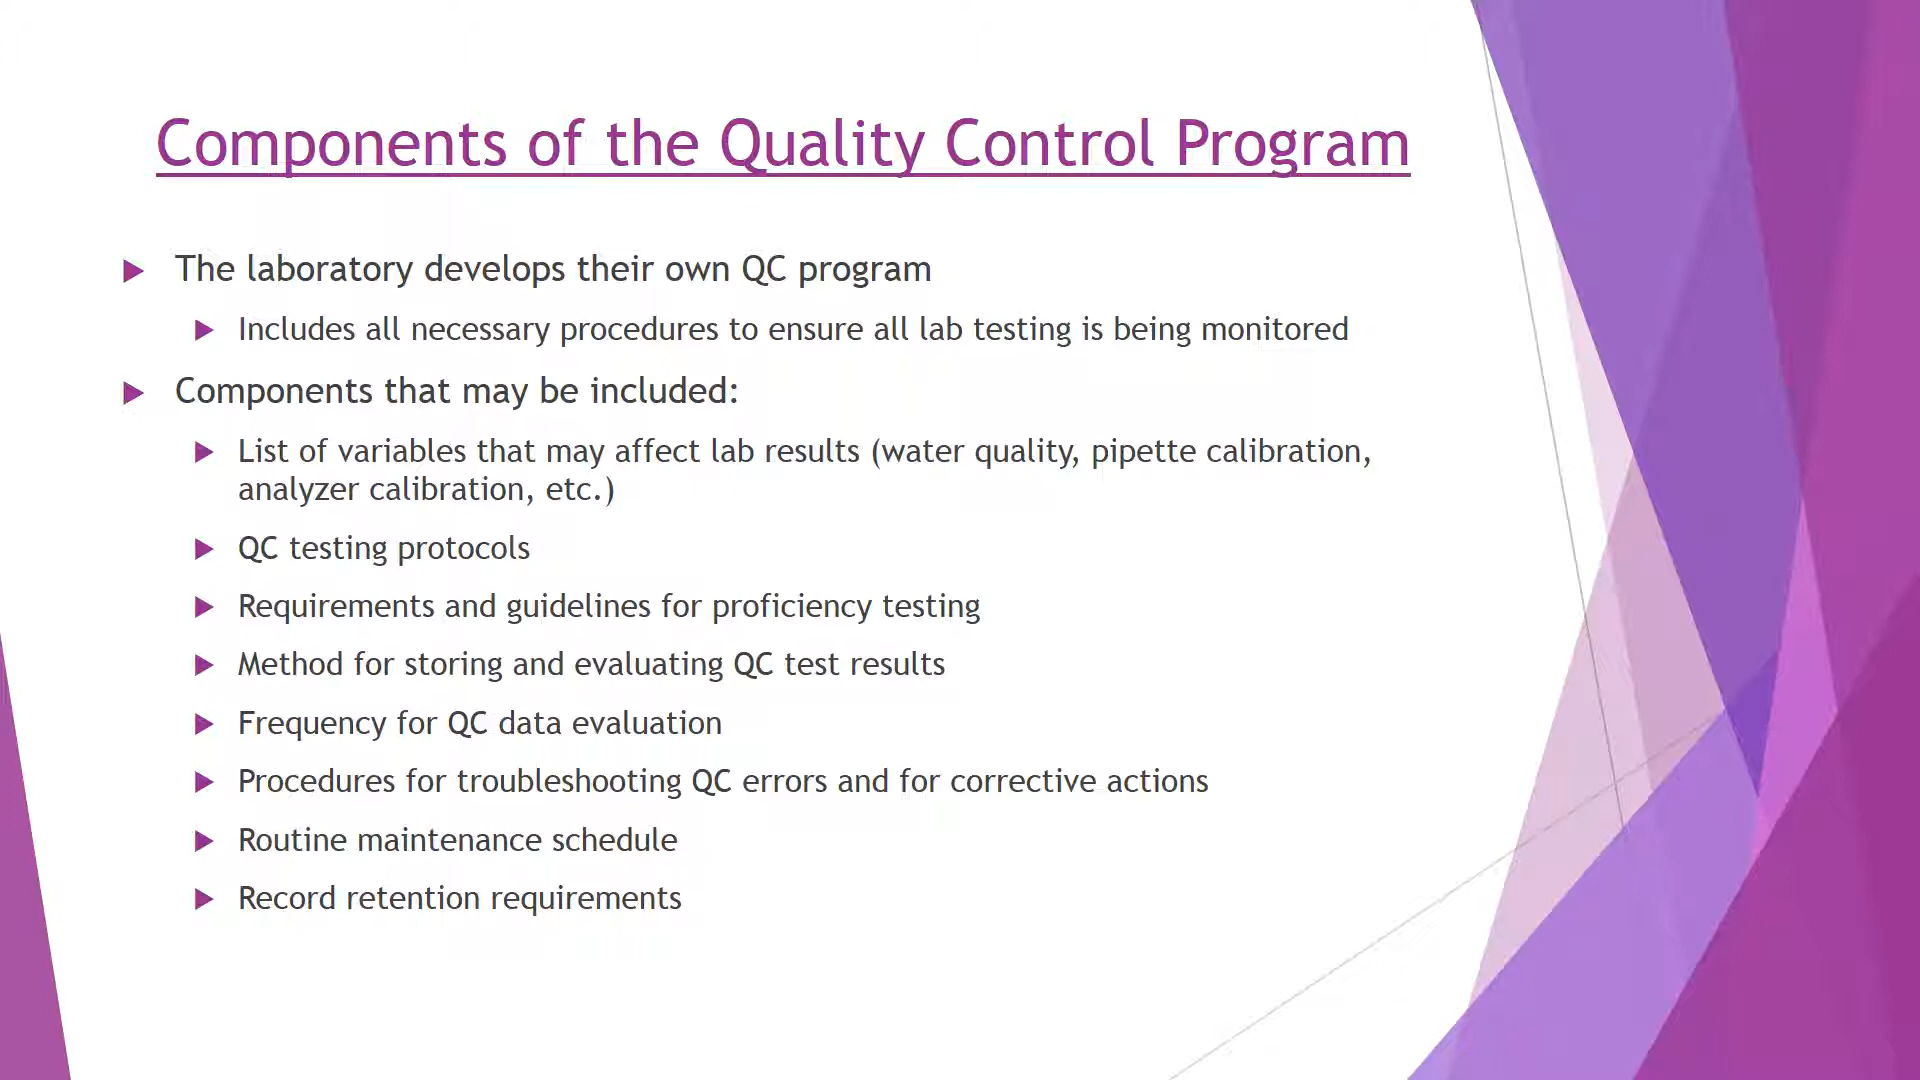 Components of the Quality Control Program
The laboratory develops their own QC program
Includes all necessary procedures to ensure all lab testing is being monitored
Components that may be included:
List of variables that may affect lab results (water quality, pipette calibration,
analyzer calibration, etc.)
QC testing protocols
Requirements and guidelines for proficiency testing
Method for storing and evaluating QC test results
Frequency for QC data evaluation
Procedures for troubleshooting QC errors and for corrective actions
Routine maintenance schedule
Record retention requirements